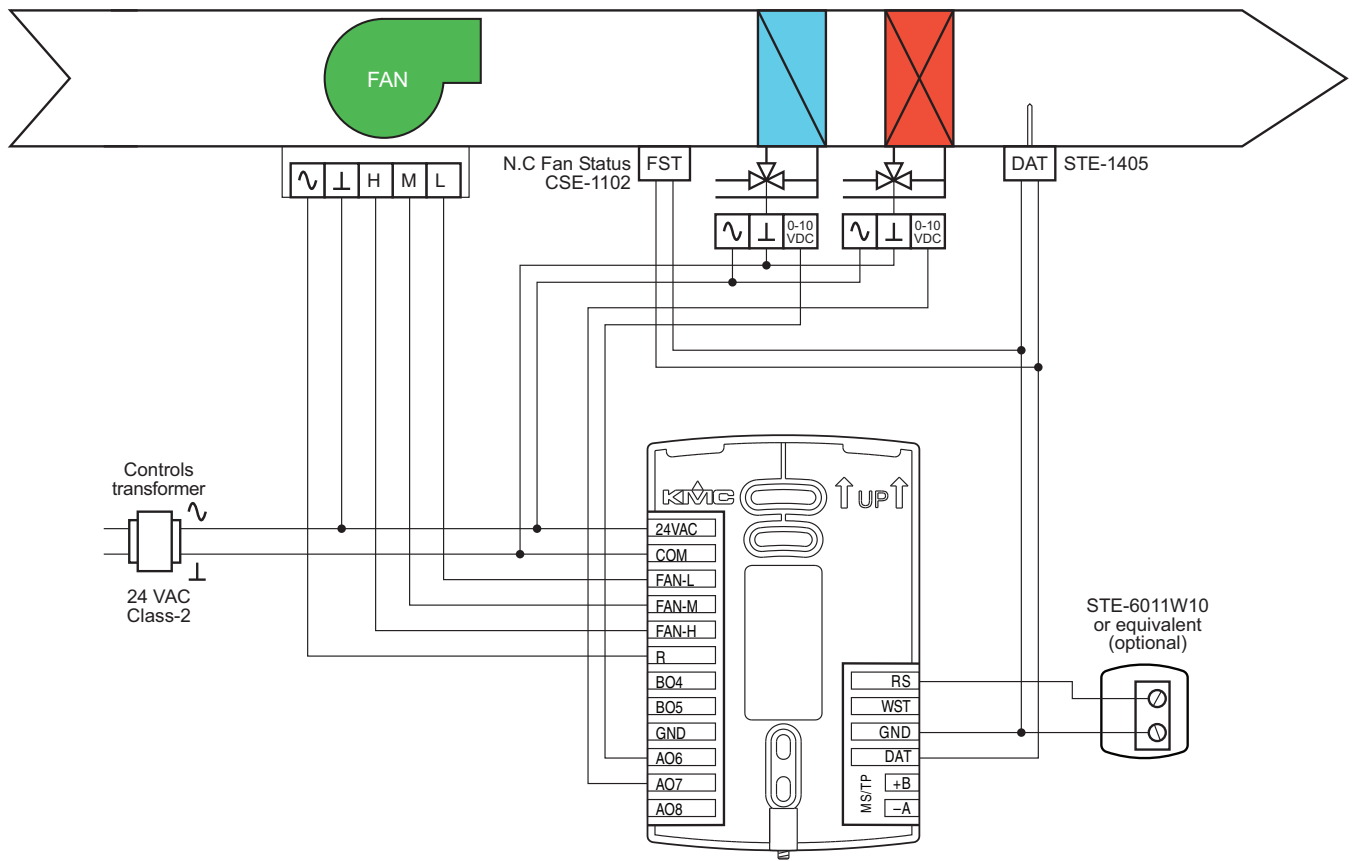 FAN
H M L
N.C Fan Status
CSE-1102
FST
DAT
STE-1405
0-10
VDC
0-10
VDC
Controls
transformer
24 VAC
Class-2
KMC
UP
24VAC
COM
FAN-L
FAN-M
FAN-H
R
BO4
BO5
GND
AO6
AO7
AO8
RS
WST
GND
DAT
MS/TP
+B
–A
STE-6011W10
or equivalent
(optional)